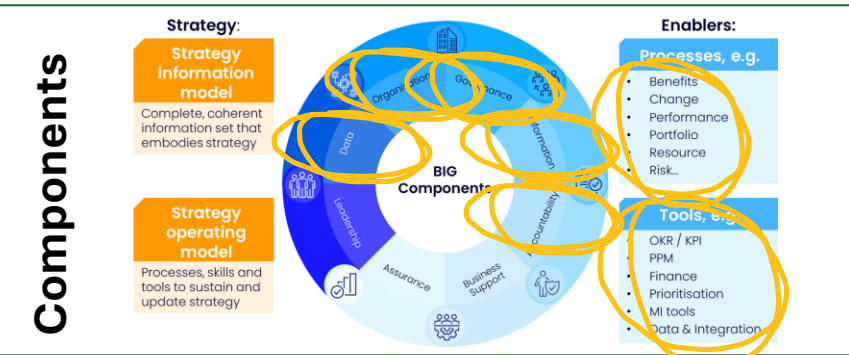 Components
Strategy:
Strategy
information
model
Complete, coherent
information set that
embodies strategy
Strategy
operating
model
Processes, skills and
tools to sustain and
update strategy
Organisation
Governance
Information
Accountability
Business
Support
Assurance
Leadership
Data
BIG
Components
Enablers:
Processes, e.g.
• Benefits
• Change
• Performance
• Portfolio
• Resource
• Risk...
Tools, e.g.
• OKR / KPI
• PPM
• Finance
• Prioritisation
• MI tools
• Data & Integration